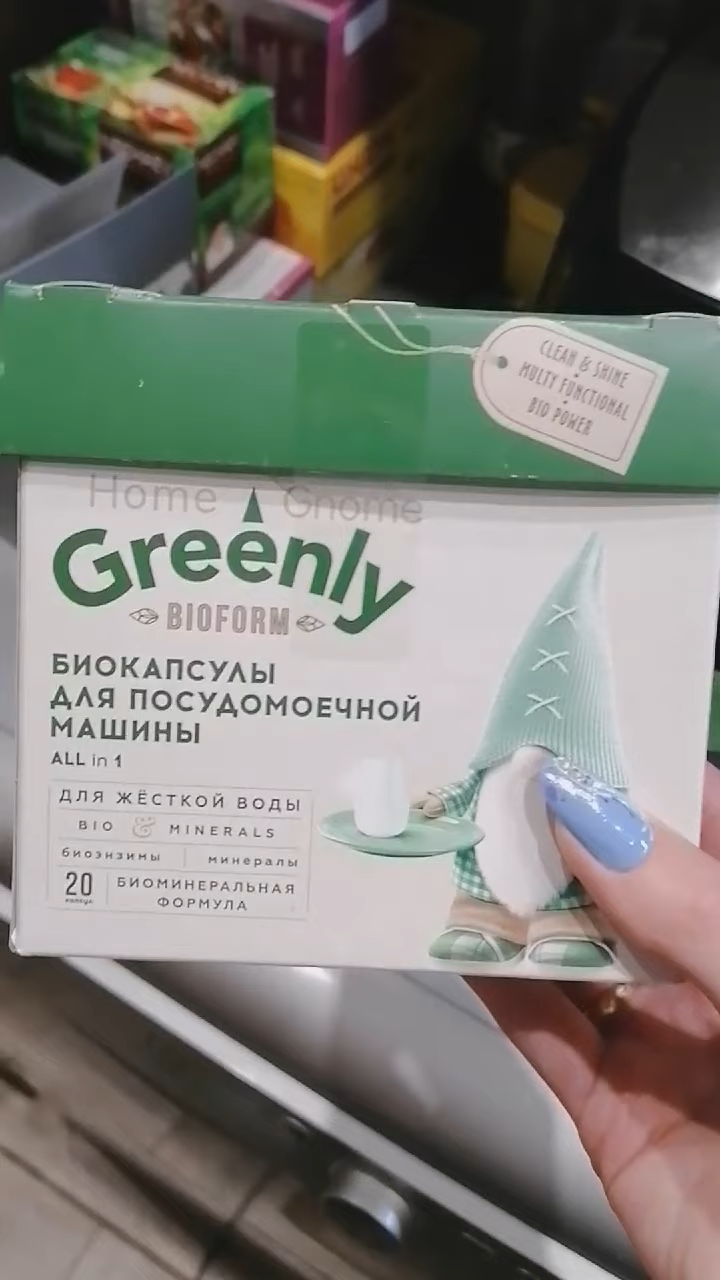 CLEAN & SHINE
MULTY FUNCTIONAL
BIO POWER
Home Gnome
Greenly
BIOFORM
БИОКАПСУЛЫ
ДЛЯ ПОСУДОМОЕЧНОЙ
МАШИНЫ
ALL in 1
ДЛЯ ЖЁСТКОЙ ВОДЫ
BIO & MINERALS
биоэнзимы | минералы
20 капсул
БИОМИНЕРАЛЬНАЯ
ФОРМУЛА